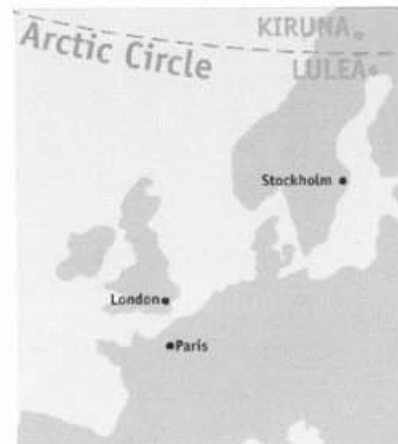 KIRUNA
Arctic Circle
LULEA
Stockholm
London
Paris